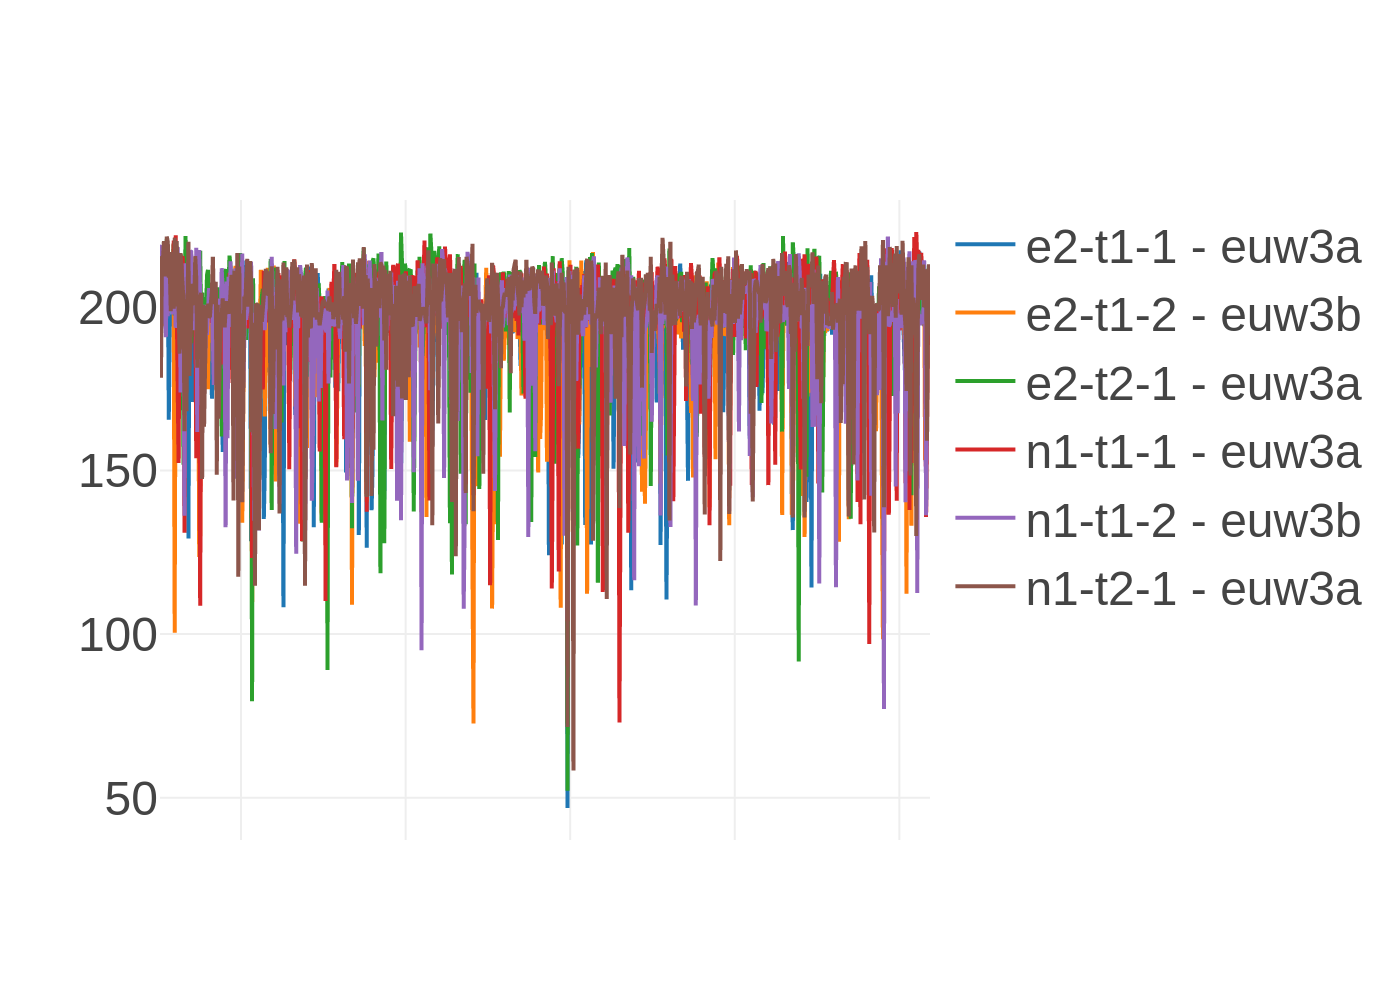 200
150
100
50
e2-t1-1 - euw3a
e2-t1-2 - euw3b
e2-t2-1 - euw3a
n1-t1-1 - euw3a
n1-t1-2 - euw3b
n1-t2-1 - euw3a